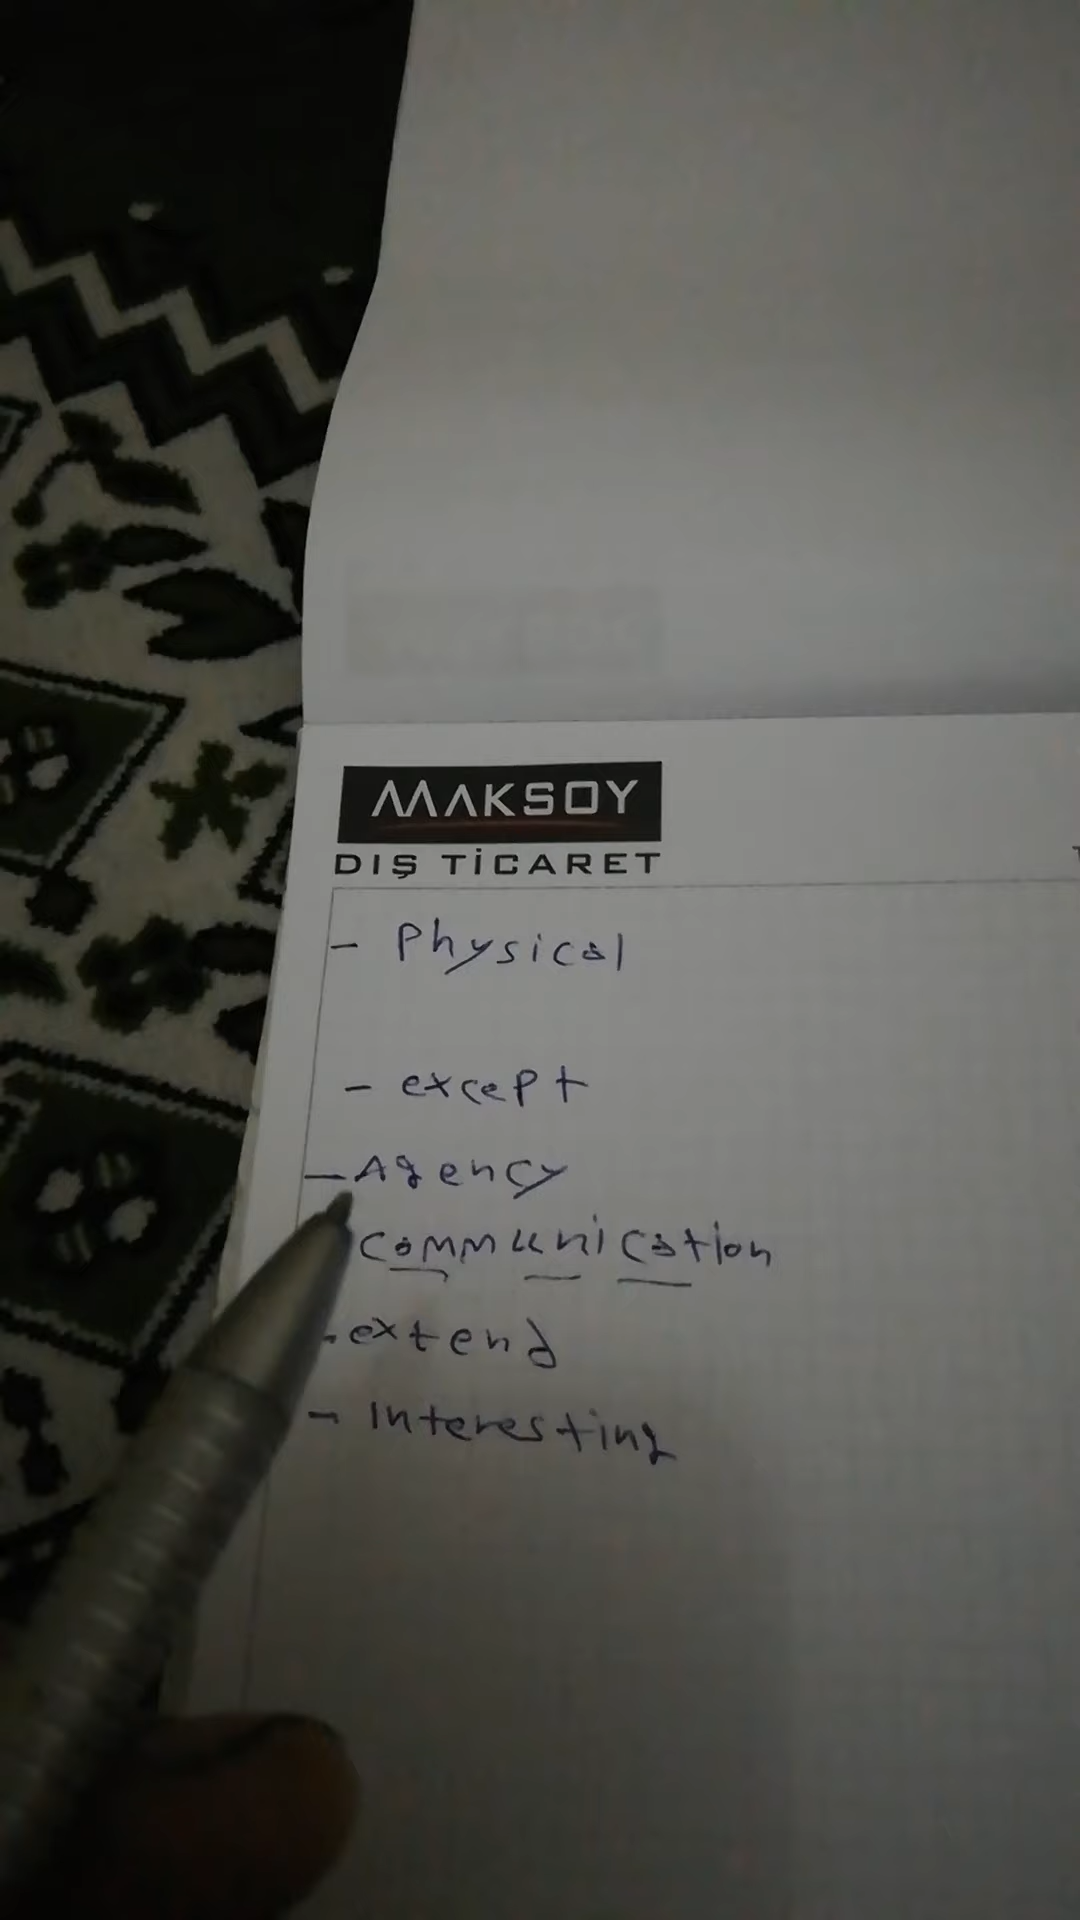 MAKSOY
DIŞ TİCARET
- Physical
- except
- Agency
Communication
- extend
- Interesting